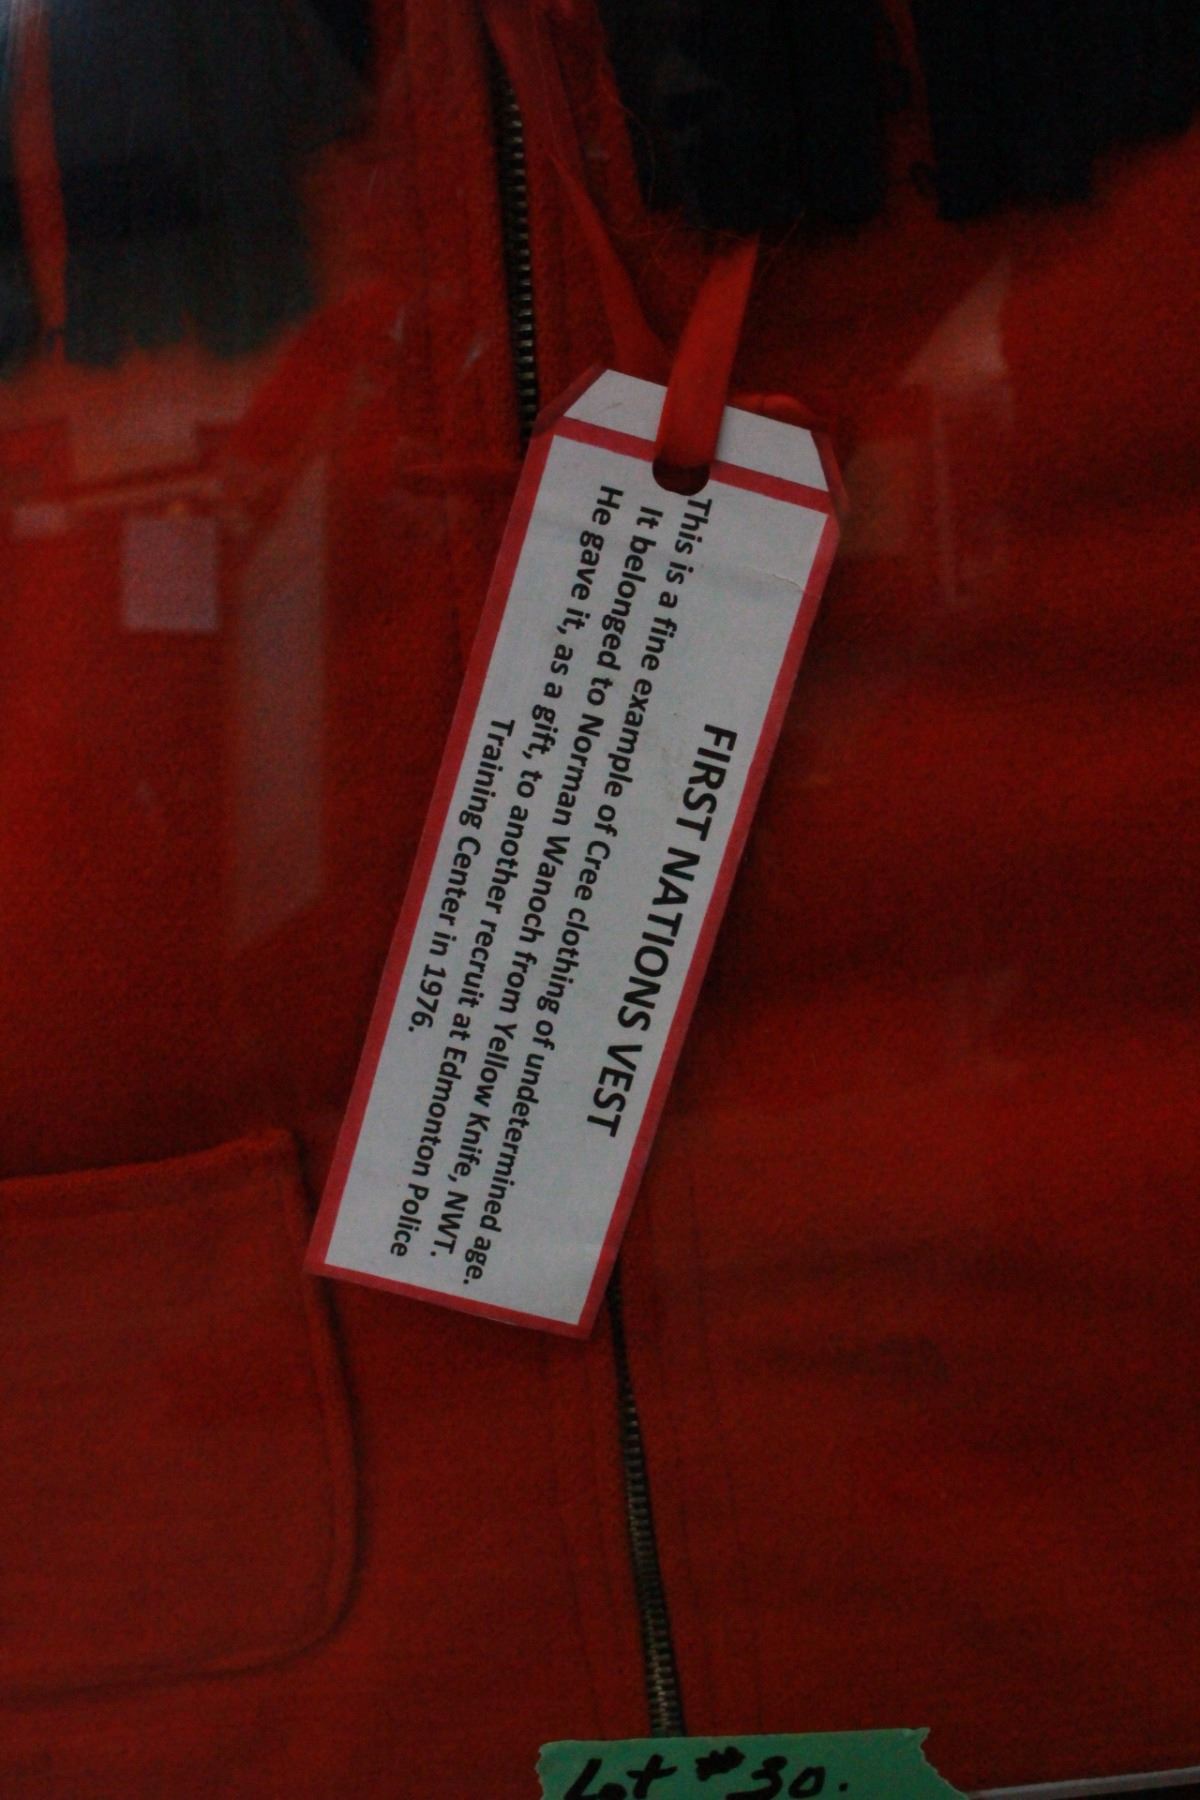 FIRST NATIONS VEST
This is a fine example of Cree clothing of undetermined age.
It belonged to Norman Wanoch from Yellow Knife, NWT.
He gave it, as a gift, to another recruit at Edmonton Police
Training Center in 1976.
Lot #30.